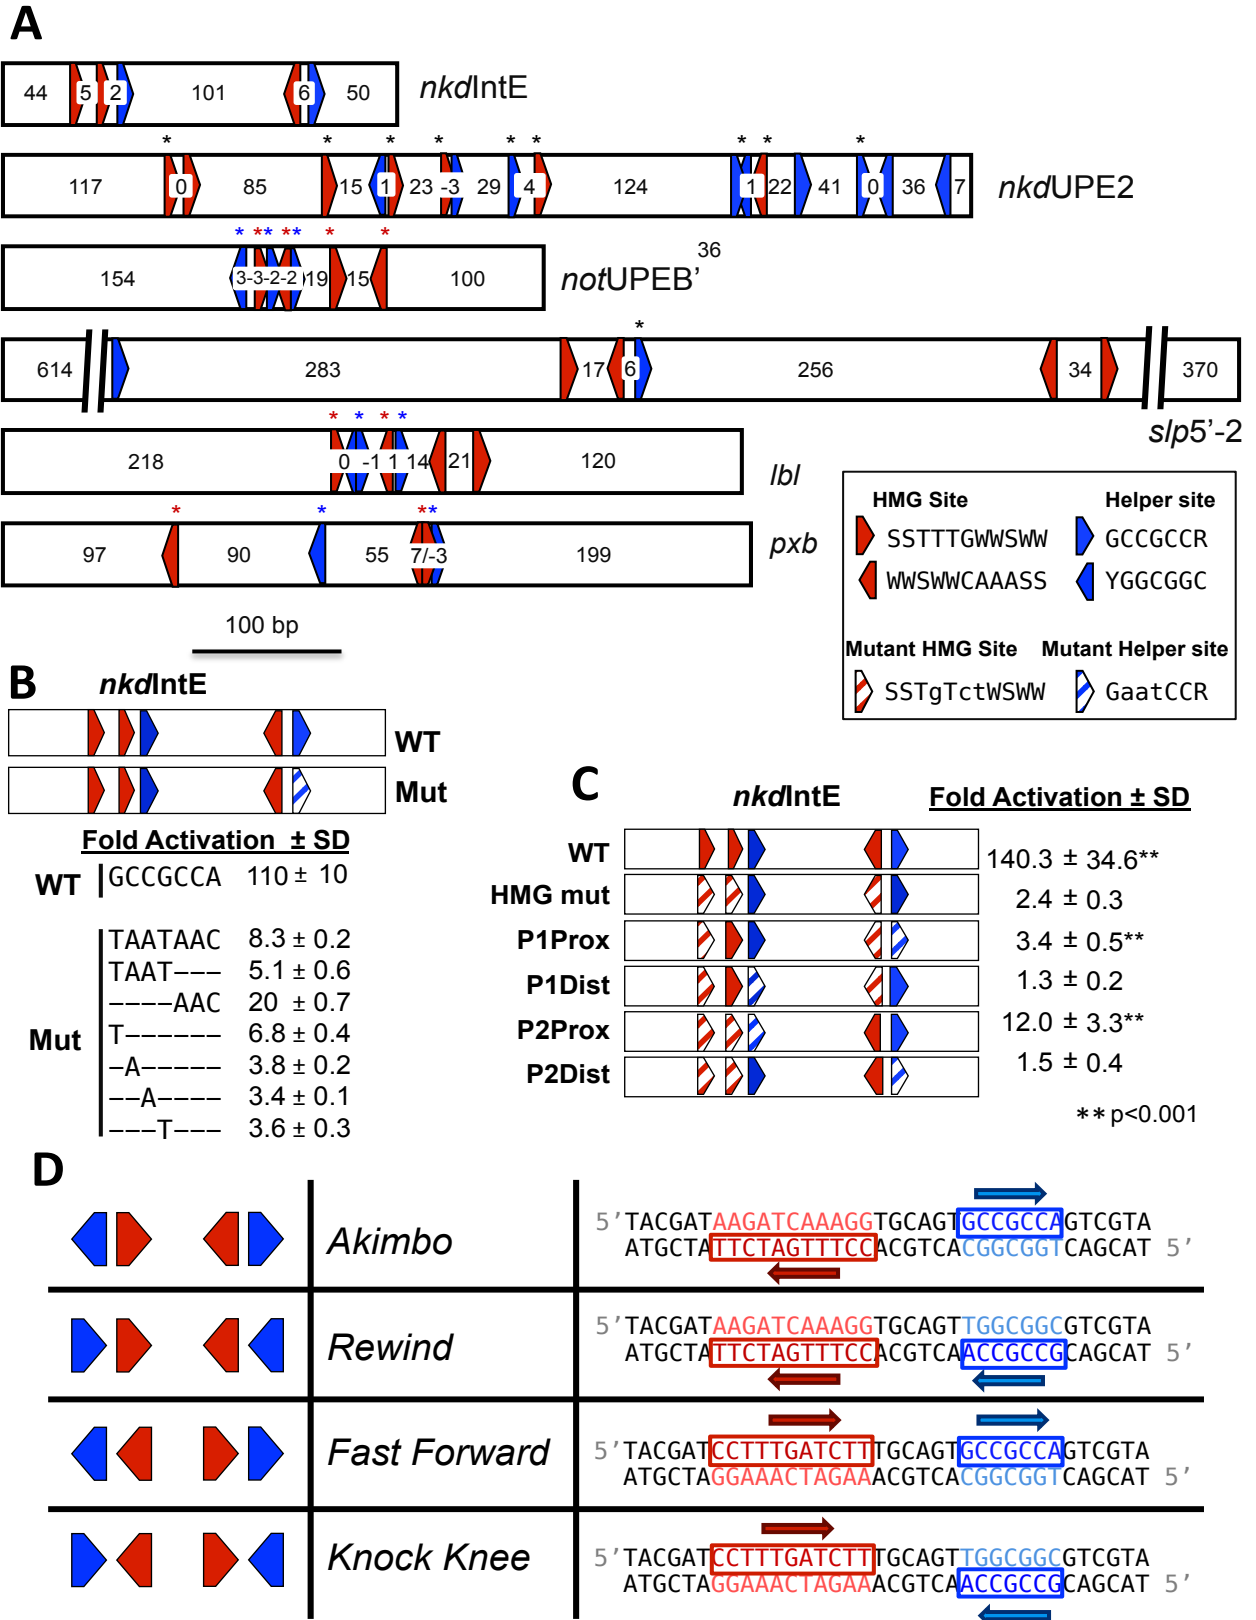 A
44 5 2 101 6 50 nkdIntE
* * * * * * * * *
117 0 85 15 1 23 -3 29 4 124 1 22 41 0 36 7 nkdUPE2
* ** ** * *
154 3-3-2-2 19 15 100 notUPEB’ 36
*
614 283 17 6 256 34 370
slp5’-2
* * * *
218 0 -1 1 14 21 120 lbl
* * **
97 90 55 7/-3 199 pxb
100 bp
HMG Site Helper site
SSTTTGWWSWW GCCGCCR
WWSWWCAAASS YGGCGGC
Mutant HMG Site Mutant Helper site
SSTgTctWSWW GaatCCR
B
nkdIntE
WT
Mut
Fold Activation ± SD
WT GCCGCCA 110 ± 10
Mut
TAATAAC 8.3 ± 0.2
TAAT--- 5.1 ± 0.6
----AAC 20 ± 0.7
T------ 6.8 ± 0.4
-A----- 3.8 ± 0.2
--A---- 3.4 ± 0.1
---T--- 3.6 ± 0.3
C
nkdIntE Fold Activation ± SD
WT 140.3 ± 34.6**
HMG mut 2.4 ± 0.3
P1Prox 3.4 ± 0.5**
P1Dist 1.3 ± 0.2
P2Prox 12.0 ± 3.3**
P2Dist 1.5 ± 0.4
**p<0.001
D
Akimbo
5’TACGATAAGATCAAAGGTGCAGTGCCGCCAGTCGTA
ATGCTATTCTAGTTTCCACGTCACGGCGGTCAGCAT 5’
Rewind
5’TACGATAAGATCAAAGGTGCAGTTGGCGGCGTCGTA
ATGCTATTCTAGTTTCCACGTCAACCGCCGCAGCAT 5’
Fast Forward
5’TACGATCCTTTGATCTTTGCAGTGCCGCCAGTCGTA
ATGCTAGGAAACTAGAAACGTCACGGCGGTCAGCAT 5’
Knock Knee
5’TACGATCCTTTGATCTTTGCAGTTGGCGGCGTCGTA
ATGCTAGGAAACTAGAAACGTCAACCGCCGCAGCAT 5’